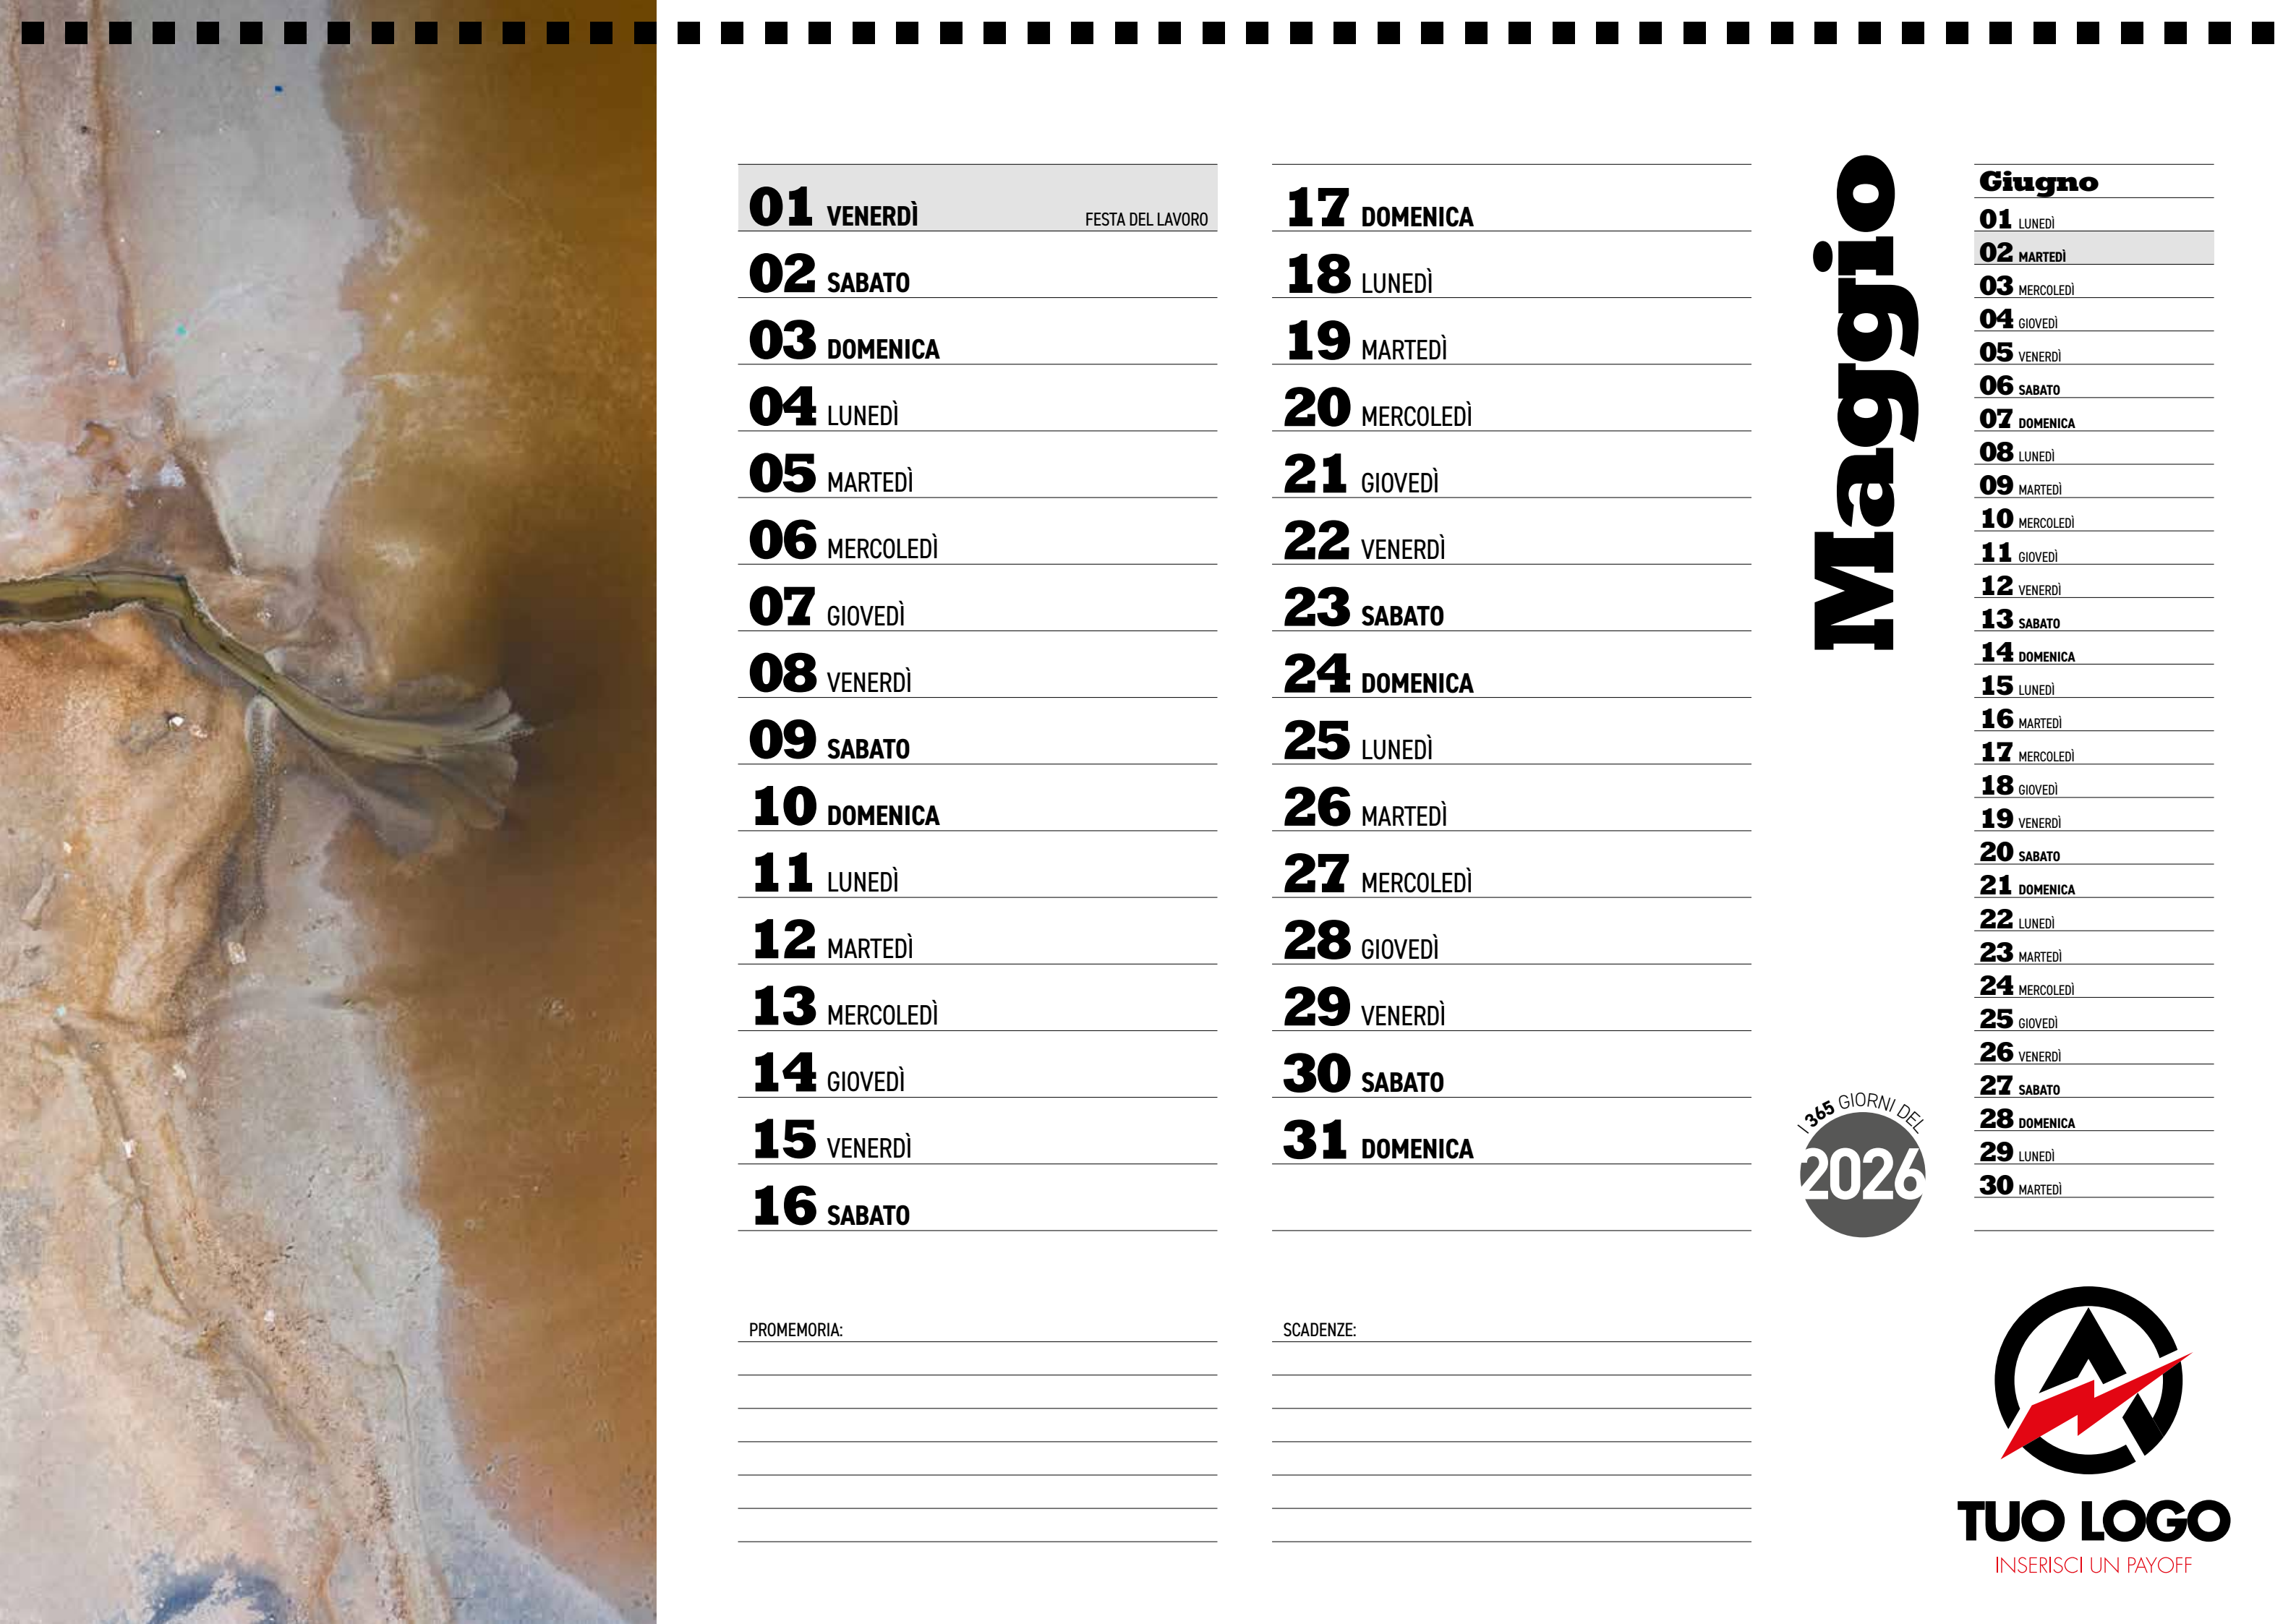 01 VENERDÌ FESTA DEL LAVORO
02 SABATO
03 DOMENICA
04 LUNEDÌ
05 MARTEDÌ
06 MERCOLEDÌ
07 GIOVEDÌ
08 VENERDÌ
09 SABATO
10 DOMENICA
11 LUNEDÌ
12 MARTEDÌ
13 MERCOLEDÌ
14 GIOVEDÌ
15 VENERDÌ
16 SABATO
PROMEMORIA:
17 DOMENICA
18 LUNEDÌ
19 MARTEDÌ
20 MERCOLEDÌ
21 GIOVEDÌ
22 VENERDÌ
23 SABATO
24 DOMENICA
25 LUNEDÌ
26 MARTEDÌ
27 MERCOLEDÌ
28 GIOVEDÌ
29 VENERDÌ
30 SABATO
31 DOMENICA
SCADENZE:
Maggio
I 365 GIORNI DEL
2026
Giugno
01 LUNEDÌ
02 MARTEDÌ
03 MERCOLEDÌ
04 GIOVEDÌ
05 VENERDÌ
06 SABATO
07 DOMENICA
08 LUNEDÌ
09 MARTEDÌ
10 MERCOLEDÌ
11 GIOVEDÌ
12 VENERDÌ
13 SABATO
14 DOMENICA
15 LUNEDÌ
16 MARTEDÌ
17 MERCOLEDÌ
18 GIOVEDÌ
19 VENERDÌ
20 SABATO
21 DOMENICA
22 LUNEDÌ
23 MARTEDÌ
24 MERCOLEDÌ
25 GIOVEDÌ
26 VENERDÌ
27 SABATO
28 DOMENICA
29 LUNEDÌ
30 MARTEDÌ
TUO LOGO
INSERISCI UN PAYOFF